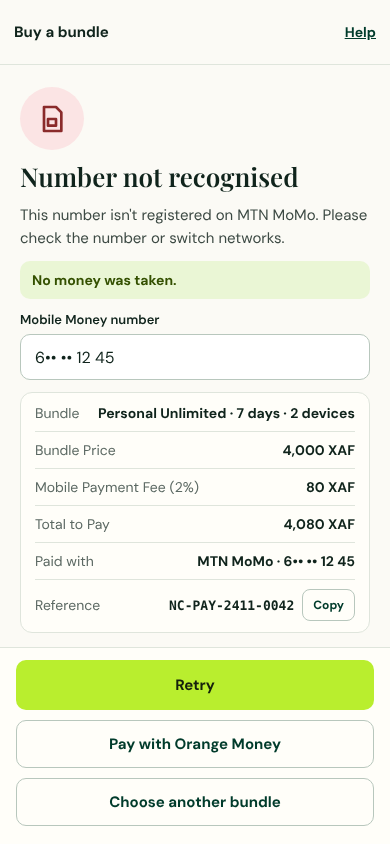 Buy a bundle
Help
Number not recognised
This number isn't registered on MTN MoMo. Please
check the number or switch networks.
No money was taken.
Mobile Money number
6•• •• 12 45
Bundle Personal Unlimited · 7 days · 2 devices
Bundle Price 4,000 XAF
Mobile Payment Fee (2%) 80 XAF
Total to Pay 4,080 XAF
Paid with MTN MoMo · 6•• •• 12 45
Reference NC-PAY-2411-0042 Copy
Retry
Pay with Orange Money
Choose another bundle